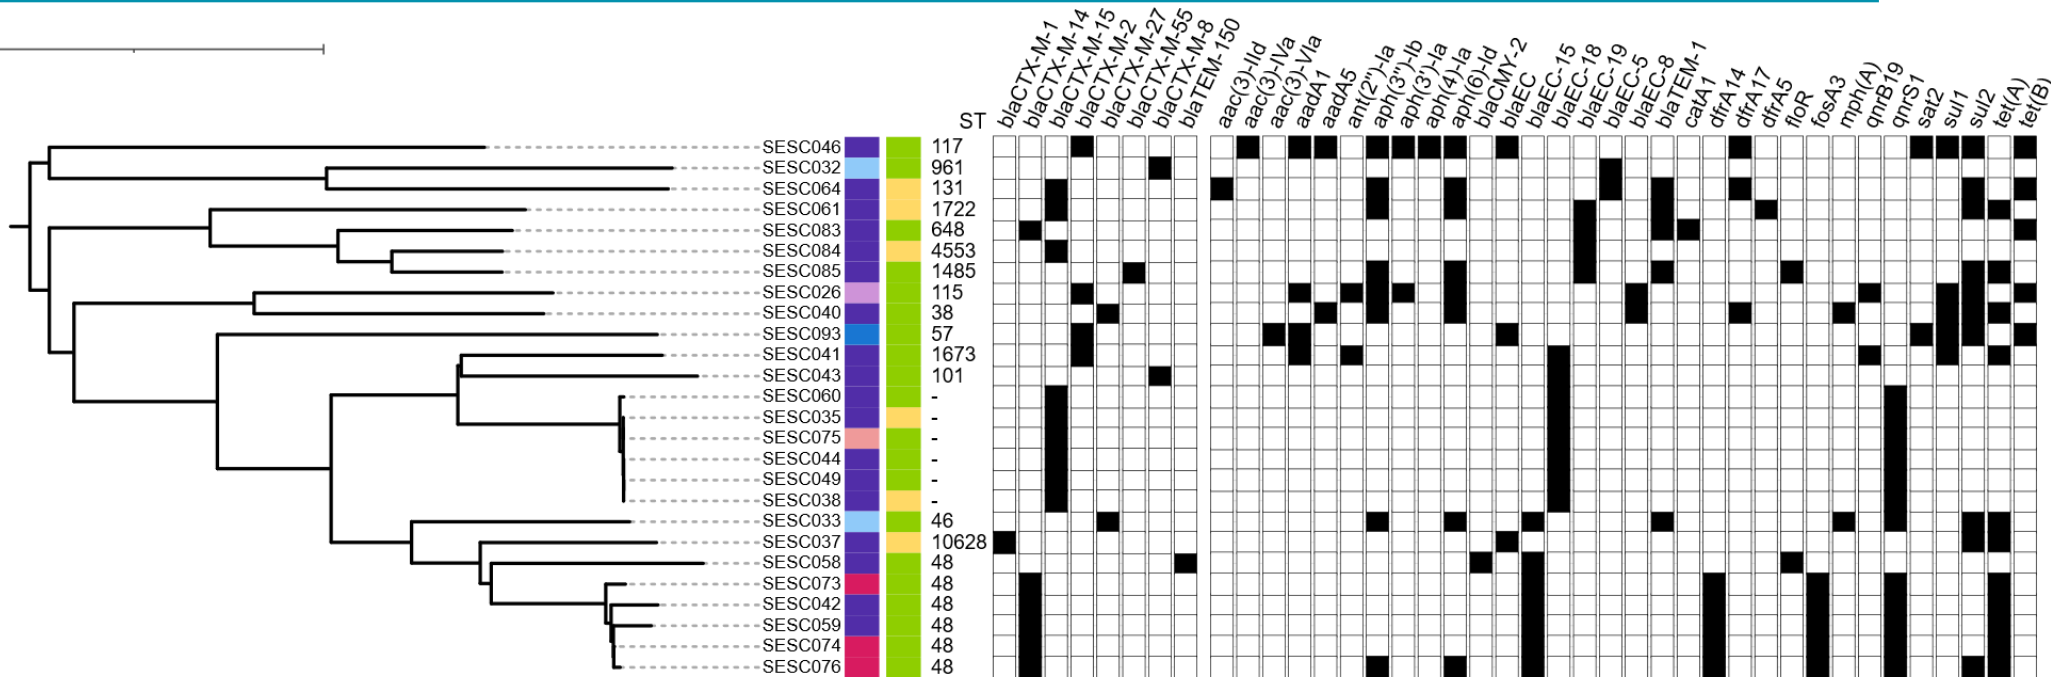 blaCTX-M-1
blaCTX-M-14
blaCTX-M-15
blaCTX-M-2
blaCTX-M-27
blaCTX-M-55
blaCTX-M-8
blaTEM-150
aac(3)-IId
aac(3)-IVa
aac(3)-VIa
aadA1
aadA5
ant(2")-Ia
aph(3")-Ib
aph(3')-Ia
aph(4)-Ia
aph(6)-Id
blaCMY-2
blaEC
blaEC-15
blaEC-18
blaEC-19
blaEC-5
blaEC-8
blaTEM-1
catA1
dfrA14
dfrA17
dfrA5
floR
fosA3
mph(A)
qnrB19
qnrS1
sat2
sul1
sul2
tet(A)
tet(B)
ST
SESC046 117
SESC032 961
SESC064 131
SESC061 1722
SESC083 648
SESC084 4553
SESC085 1485
SESC026 115
SESC040 38
SESC093 57
SESC041 1673
SESC043 101
SESC060 -
SESC035 -
SESC075 -
SESC044 -
SESC049 -
SESC038 -
SESC033 46
SESC037 10628
SESC058 48
SESC073 48
SESC042 48
SESC059 48
SESC074 48
SESC076 48